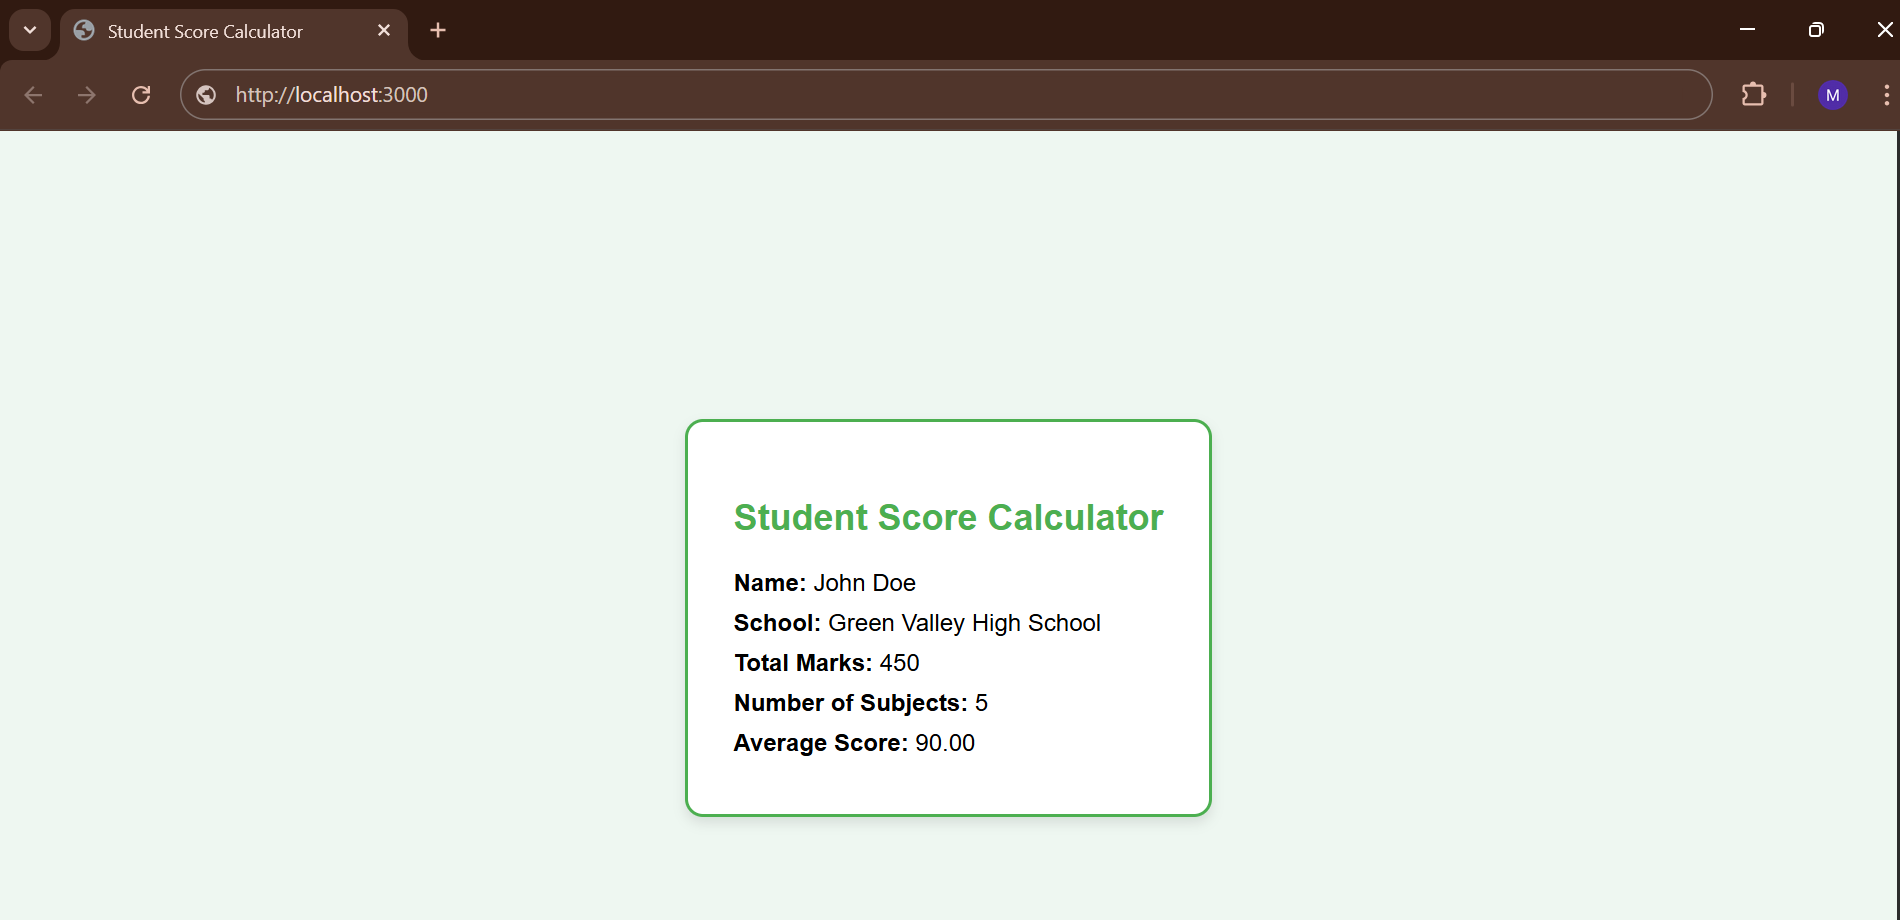 Student Score Calculator
http://localhost:3000
M
Student Score Calculator
Name: John Doe
School: Green Valley High School
Total Marks: 450
Number of Subjects: 5
Average Score: 90.00